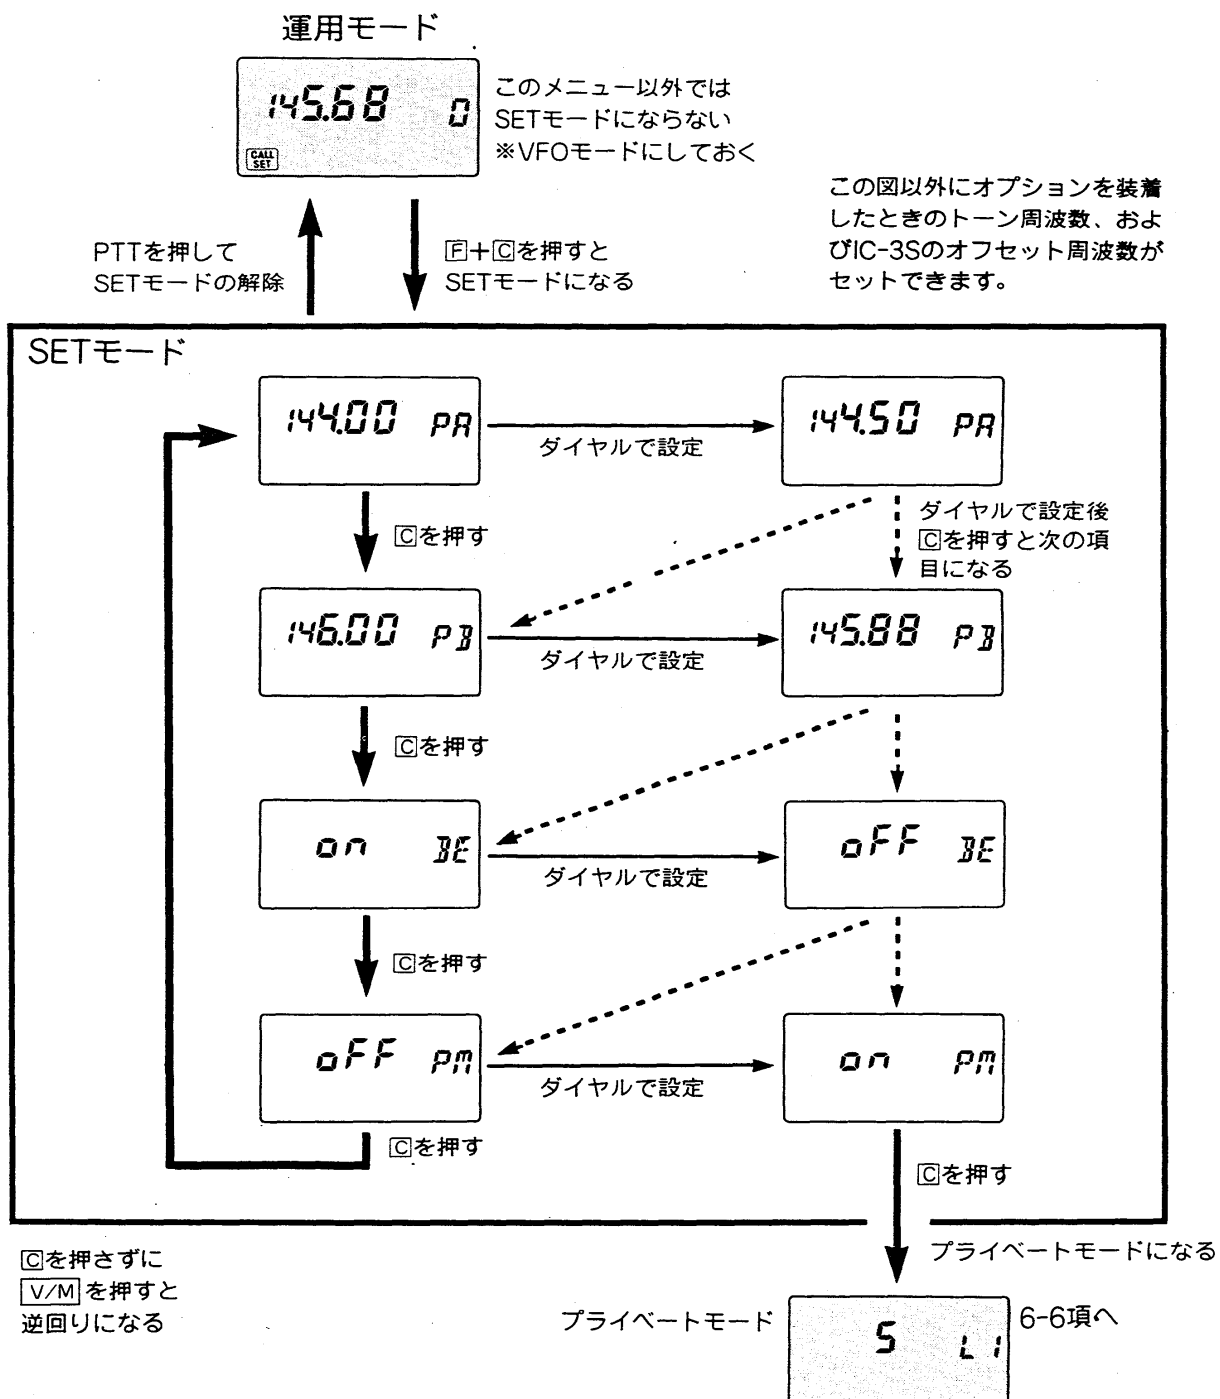 運用モード
145.68 0
CALL
SET
このメニュー以外では
SETモードにならない
※VFOモードにしておく
この図以外にオプションを装着
したときのトーン周波数、およ
びIC-3Sのオフセット周波数が
セットできます。
PTTを押して
SETモードの解除
F┼Cを押すと
SETモードになる
SETモード
144.00 PA
ダイヤルで設定
144.50 PA
Cを押す
ダイヤルで設定後
Cを押すと次の項
目になる
146.00 PB
ダイヤルで設定
145.88 PB
Cを押す
on BE
ダイヤルで設定
oFF BE
Cを押す
oFF PM
ダイヤルで設定
on PM
Cを押す
Cを押す
Cを押さずに
V/Mを押すと
逆回りになる
プライベートモードになる
プライベートモード
5 L1
6-6項へ